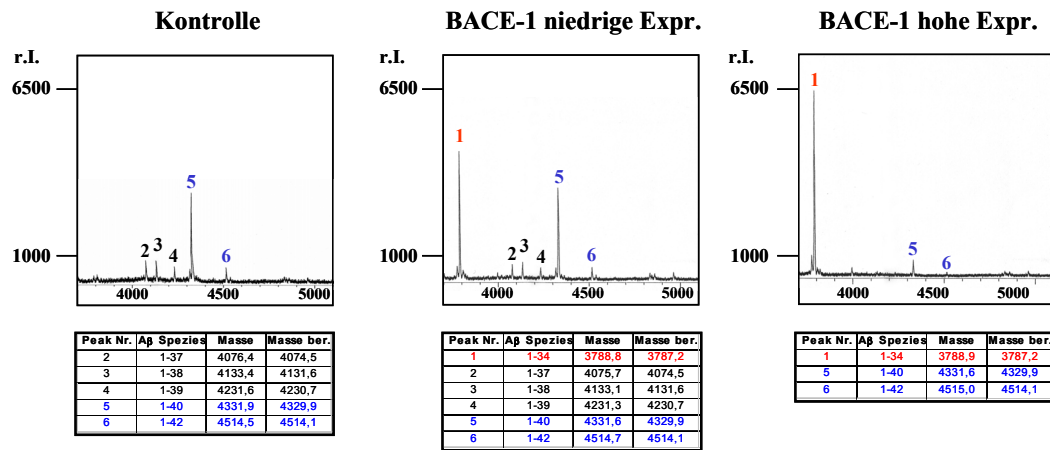 Kontrolle
r.I.
6500
1000
2 3 4 5 6
4000 4500 5000
Peak Nr. Aβ Spezies Masse Masse ber.
2 1-37 4076,4 4074,5
3 1-38 4133,4 4131,6
4 1-39 4231,6 4230,7
5 1-40 4331,9 4329,9
6 1-42 4514,5 4514,1
BACE-1 niedrige Expr.
r.I.
6500
1000
1 2 3 4 5 6
4000 4500 5000
Peak Nr. Aβ Spezies Masse Masse ber.
1 1-34 3788,8 3787,2
2 1-37 4075,7 4074,5
3 1-38 4133,1 4131,6
4 1-39 4231,3 4230,7
5 1-40 4331,6 4329,9
6 1-42 4514,7 4514,1
BACE-1 hohe Expr.
r.I.
6500
1000
1 5 6
4000 4500 5000
Peak Nr. Aβ Spezies Masse Masse ber.
1 1-34 3788,9 3787,2
5 1-40 4331,6 4329,9
6 1-42 4515,0 4514,1